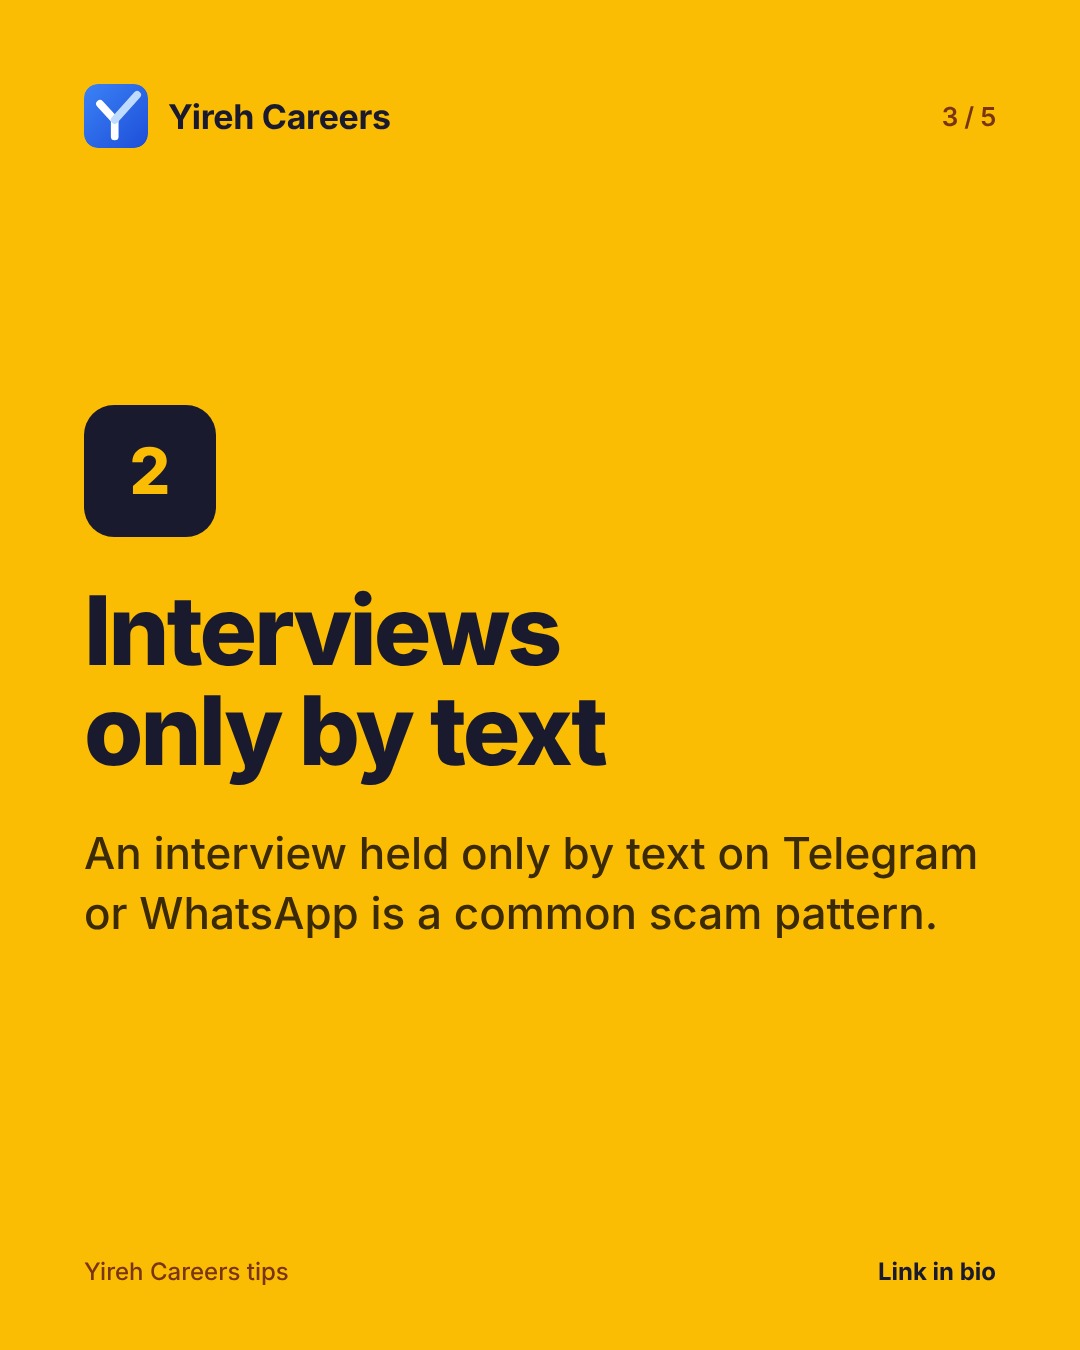 Yireh Careers
3 / 5
2
Interviews
only by text
An interview held only by text on Telegram
or WhatsApp is a common scam pattern.
Yireh Careers tips
Link in bio